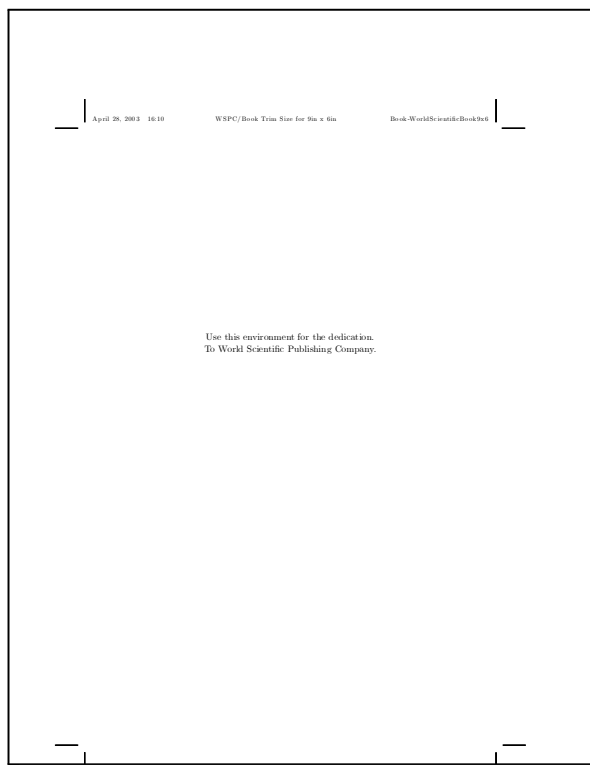 April 28, 2003 16:10 WSPC/Book Trim Size for 9in x 6in Book-WorldScientificBook9x6
Use this environment for the dedication.
To World Scientific Publishing Company.